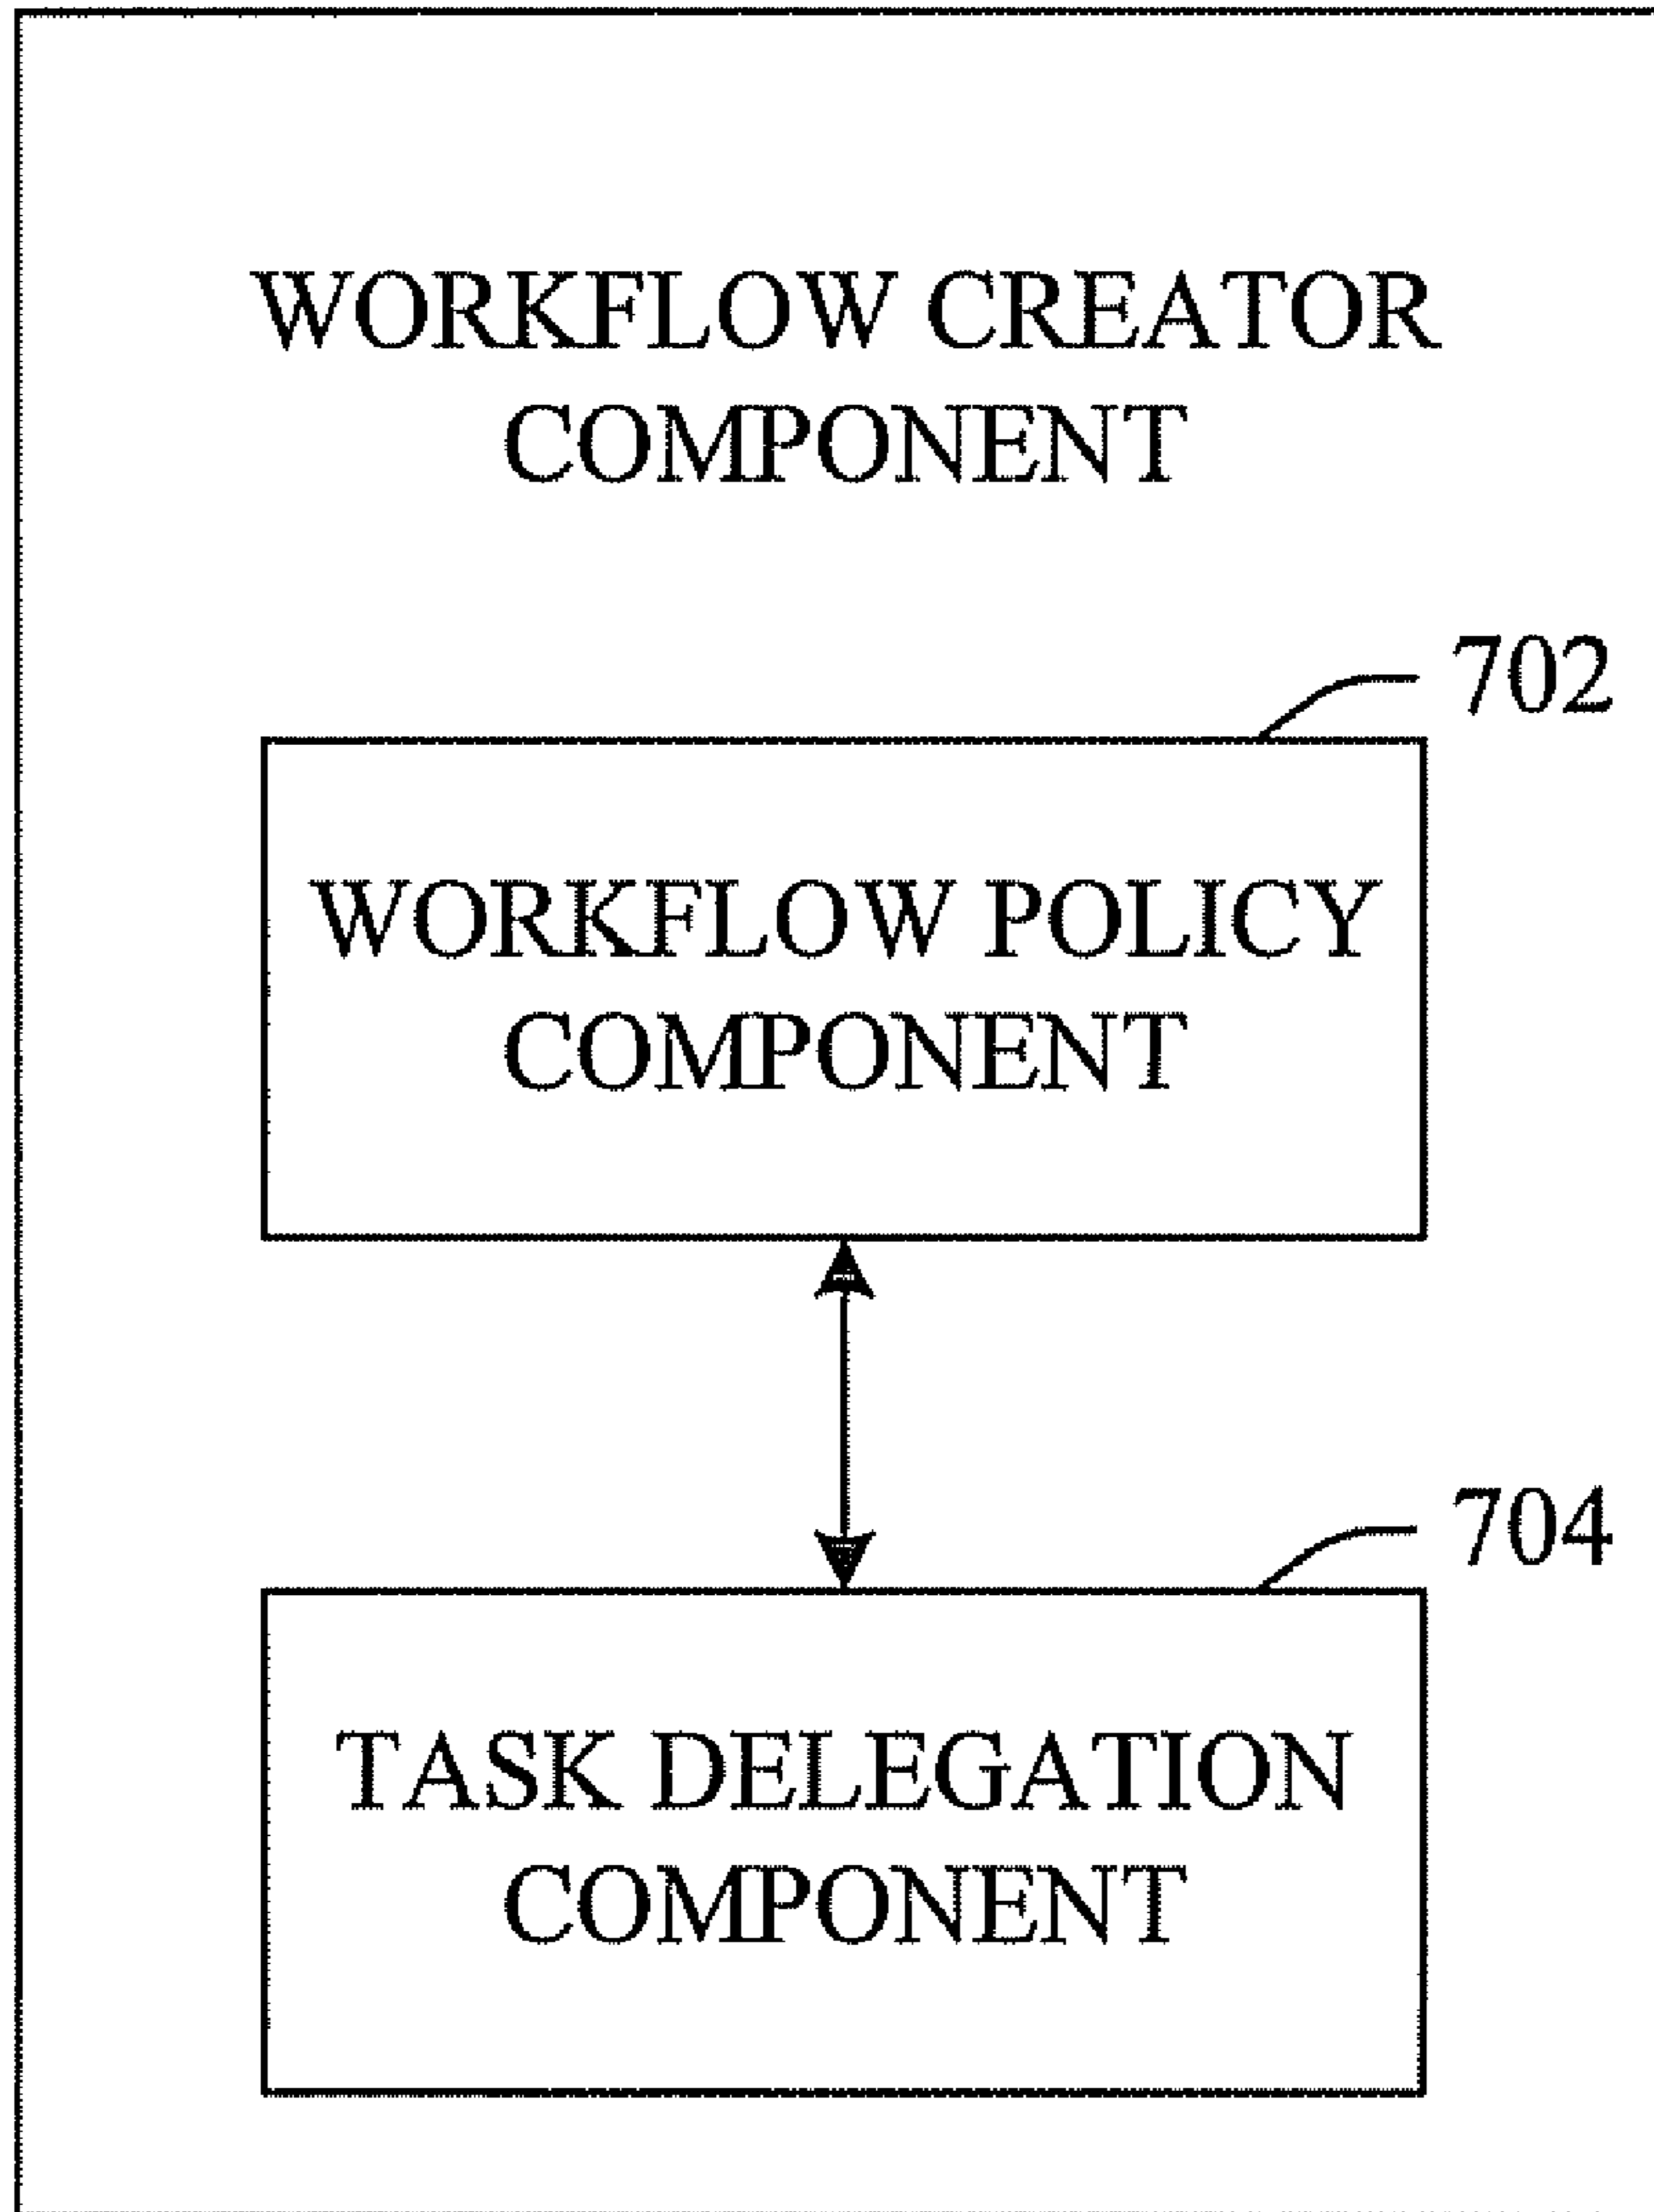 WORKFLOW CREATOR
COMPONENT
702
WORKFLOW POLICY
COMPONENT
704
TASK DELEGATION
COMPONENT